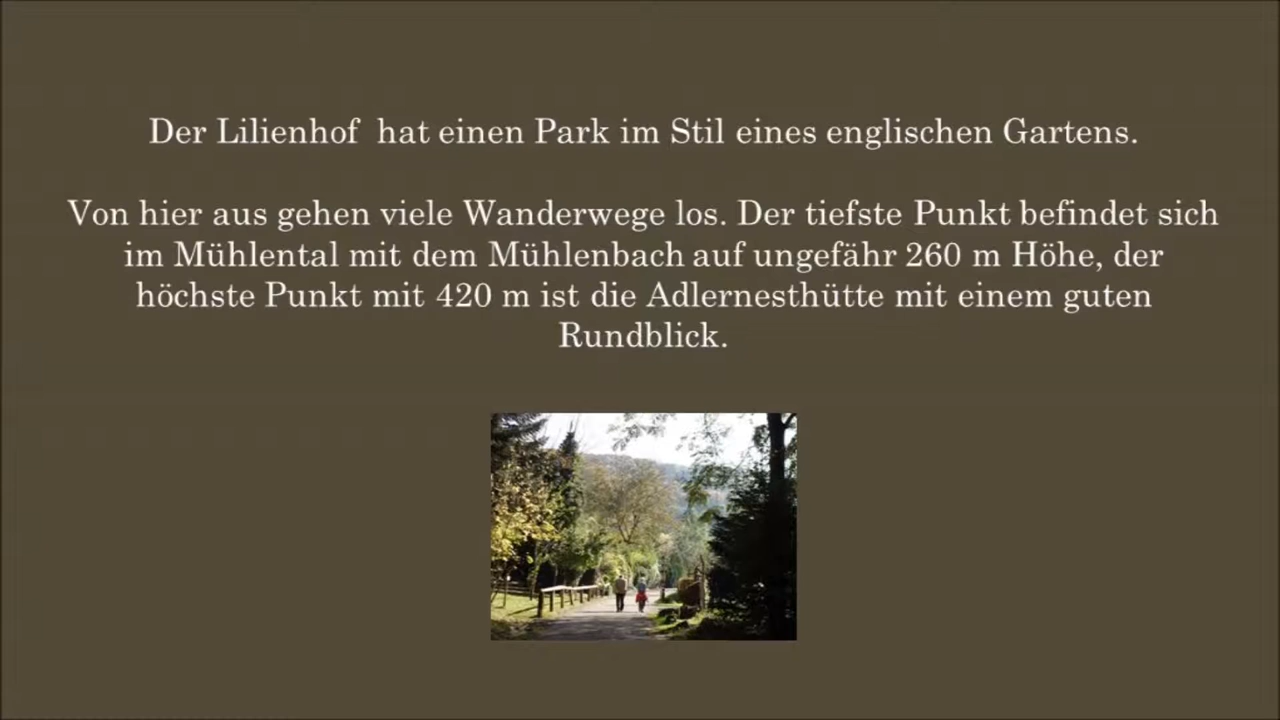 Der Lilienhof  hat einen Park im Stil eines englischen Gartens.
Von hier aus gehen viele Wanderwege los. Der tiefste Punkt befindet sich
im Mühlental mit dem Mühlenbach auf ungefähr 260 m Höhe, der
höchste Punkt mit 420 m ist die Adlernesthütte mit einem guten
Rundblick.